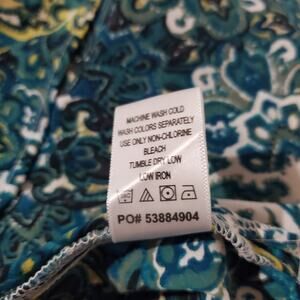 MACHINE WASH COLD
WASH COLORS SEPARATELY
USE ONLY NON-CHLORINE
BLEACH
TUMBLE DRY LOW
LOW IRON
PO# 53884904